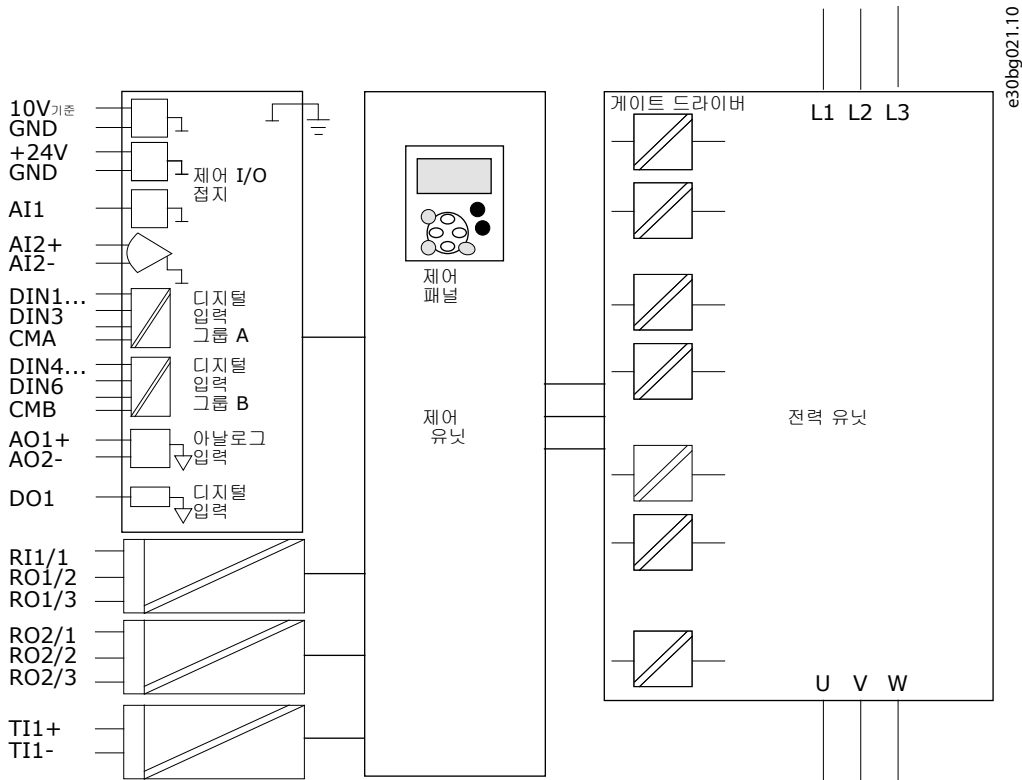 e30bg021.10
10V기준
GND
+24V
GND
제어 I/O
접지
AI1
AI2+
AI2-
DIN1...
DIN3
CMA
디지털
입력
그룹 A
DIN4...
DIN6
CMB
디지털
입력
그룹 B
AO1+
AO2-
아날로그
입력
DO1
디지털
입력
RI1/1
RO1/2
RO1/3
RO2/1
RO2/2
RO2/3
TI1+
TI1-
제어
패널
제어
유닛
게이트 드라이버
L1 L2 L3
전력 유닛
U V W